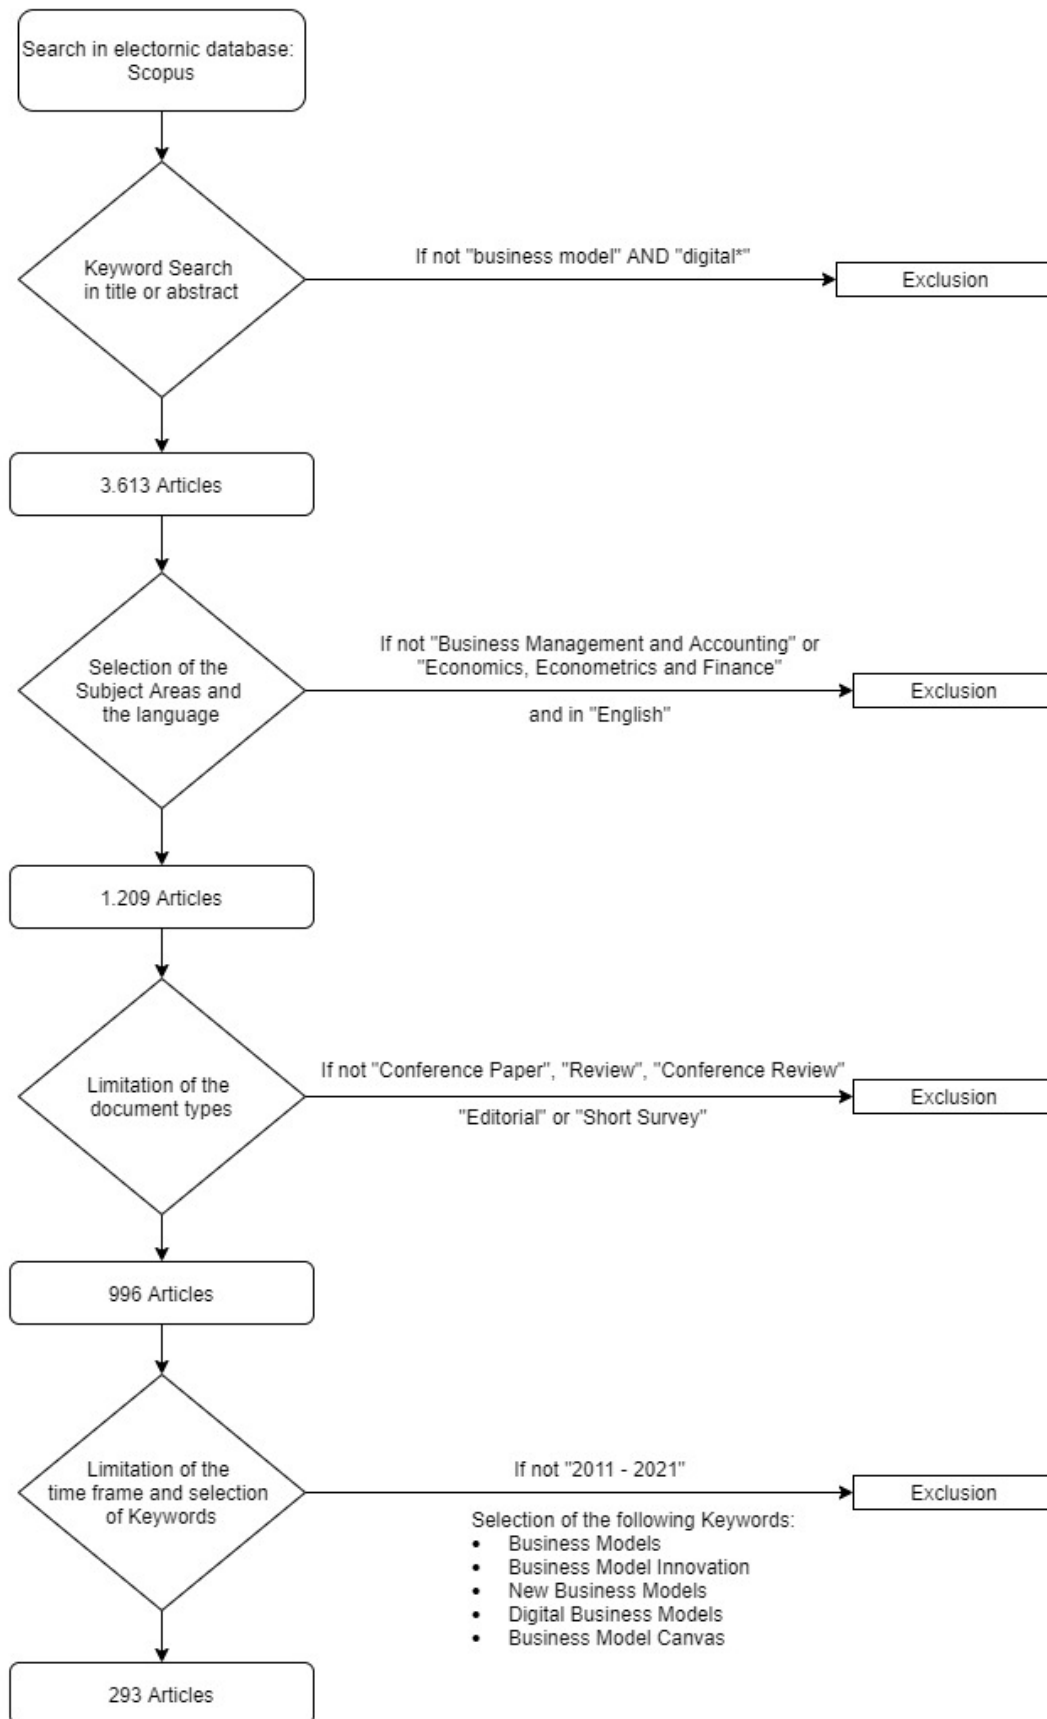 Search in electornic database:
Scopus
Keyword Search
in title or abstract
If not "business model" AND "digital*"
Exclusion
3.613 Articles
Selection of the
Subject Areas and
the language
If not "Business Management and Accounting" or
"Economics, Econometrics and Finance"
and in "English"
Exclusion
1.209 Articles
Limitation of the
document types
If not "Conference Paper", "Review", "Conference Review"
"Editorial" or "Short Survey"
Exclusion
996 Articles
Limitation of the
time frame and selection
of Keywords
If not "2011 - 2021"
Exclusion
Selection of the following Keywords:
• Business Models
• Business Model Innovation
• New Business Models
• Digital Business Models
• Business Model Canvas
293 Articles